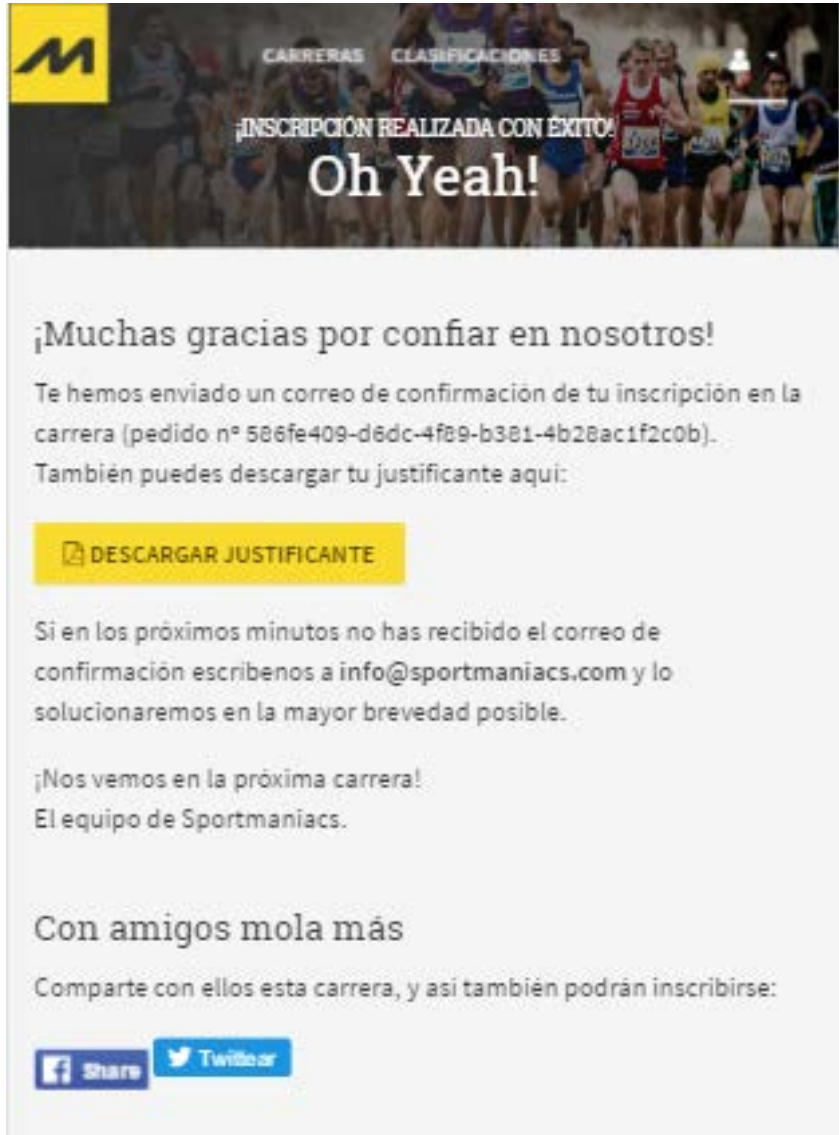 CARRERAS CLASIFICACIONES
¡INSCRIPCIÓN REALIZADA CON ÉXITO!
Oh Yeah!
¡Muchas gracias por confiar en nosotros!
Te hemos enviado un correo de confirmación de tu inscripción en la
carrera (pedido nº 586fe409-d6dc-4f89-b381-4b28ac1f2c0b).
También puedes descargar tu justificante aquí:
DESCARGAR JUSTIFICANTE
Si en los próximos minutos no has recibido el correo de
confirmación escríbenos a info@sportmaniacs.com y lo
solucionaremos en la mayor brevedad posible.
¡Nos vemos en la próxima carrera!
El equipo de Sportmaniacs.
Con amigos mola más
Comparte con ellos esta carrera, y así también podrán inscribirse:
Share
Twittear